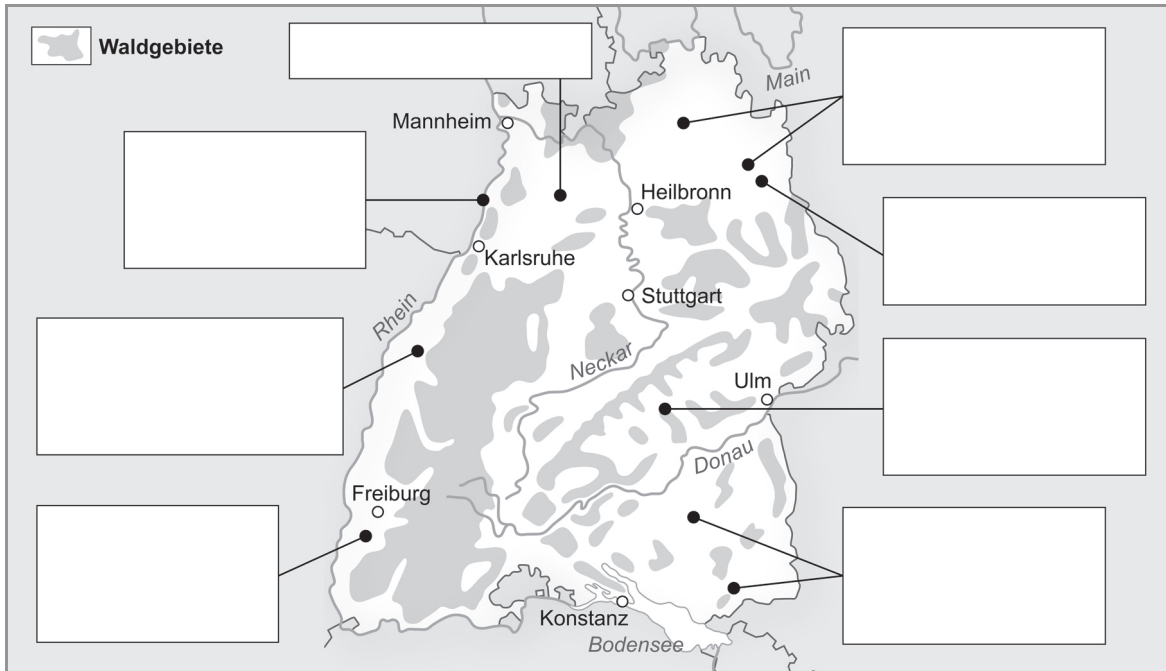 Waldgebiete
Main
Mannheim
Heilbronn
Karlsruhe
Stuttgart
Rhein
Neckar
Ulm
Donau
Freiburg
Konstanz
Bodensee